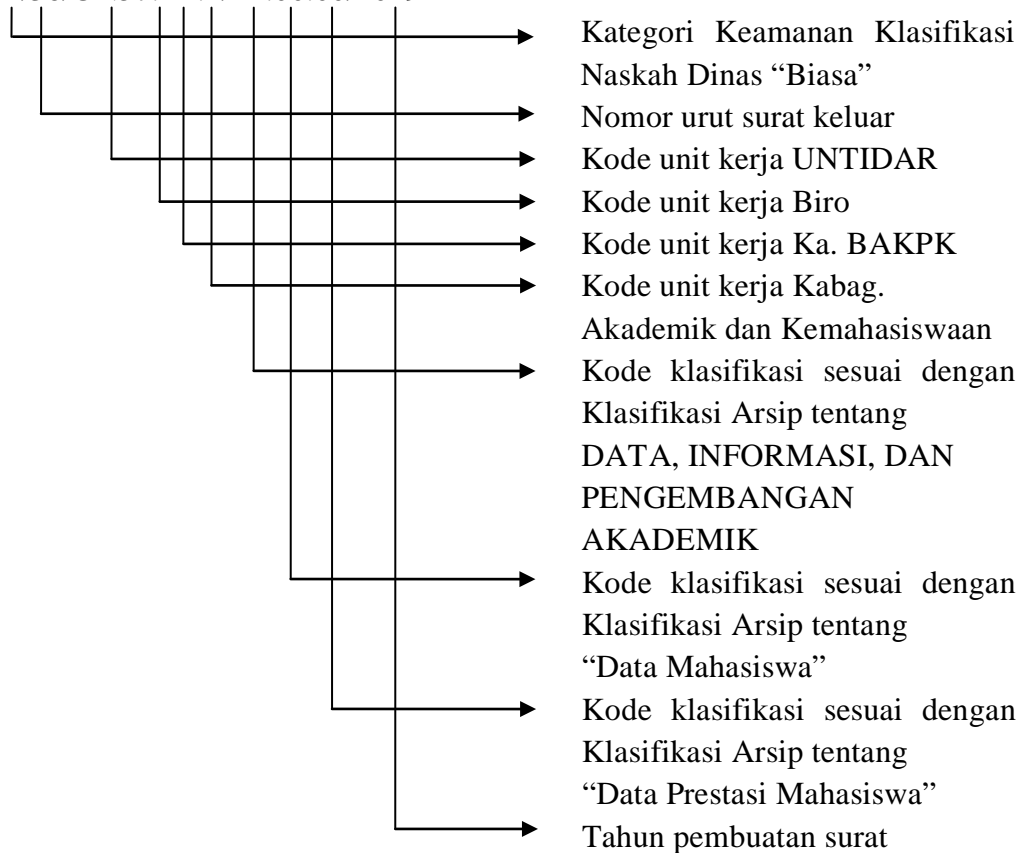 Kategori Keamanan Klasifikasi
Naskah Dinas “Biasa”
Nomor urut surat keluar
Kode unit kerja UNTIDAR
Kode unit kerja Biro
Kode unit kerja Ka. BAKPK
Kode unit kerja Kabag.
Akademik dan Kemahasiswaan
Kode klasifikasi sesuai dengan
Klasifikasi Arsip tentang
DATA, INFORMASI, DAN
PENGEMBANGAN
AKADEMIK
Kode klasifikasi sesuai dengan
Klasifikasi Arsip tentang
“Data Mahasiswa”
Kode klasifikasi sesuai dengan
Klasifikasi Arsip tentang
“Data Prestasi Mahasiswa”
Tahun pembuatan surat